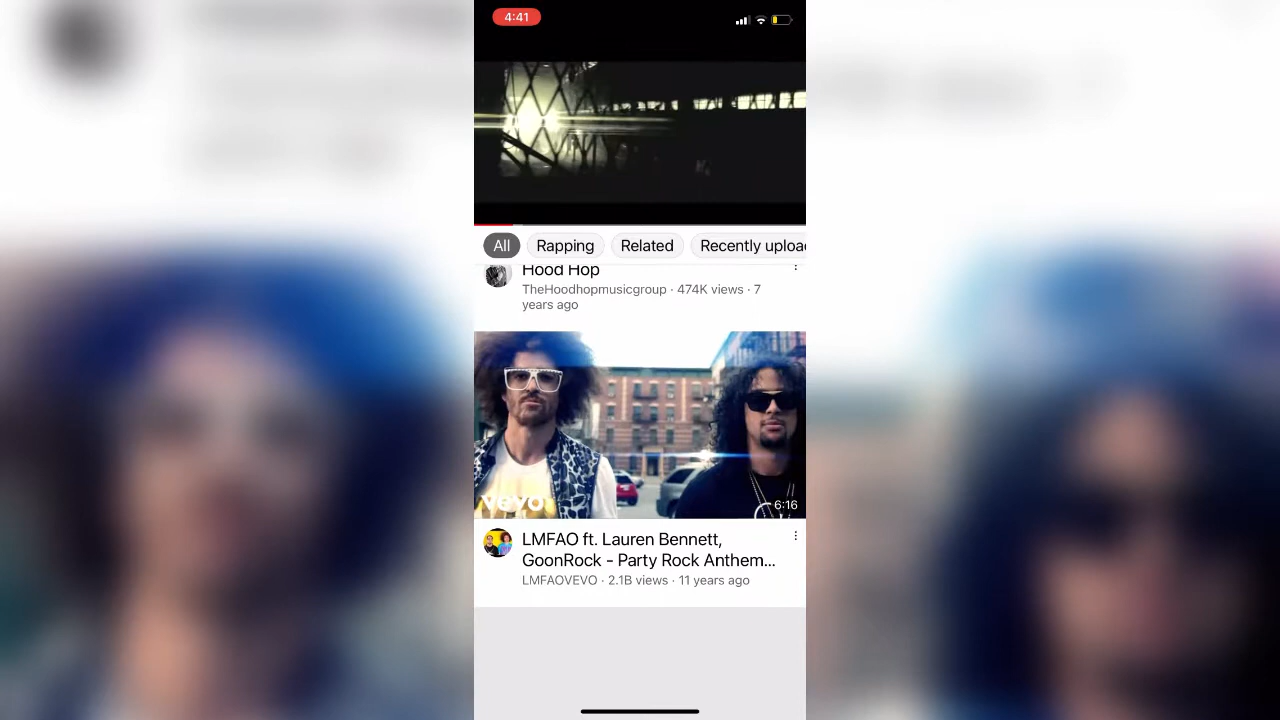 4:41
All
Rapping
Related
Recently uploa
Hood Hop
TheHoodhopmusicgroup · 474K views · 7
years ago
vevo
6:16
LMFAO ft. Lauren Bennett,
GoonRock - Party Rock Anthem...
LMFAOVEVO · 2.1B views · 11 years ago